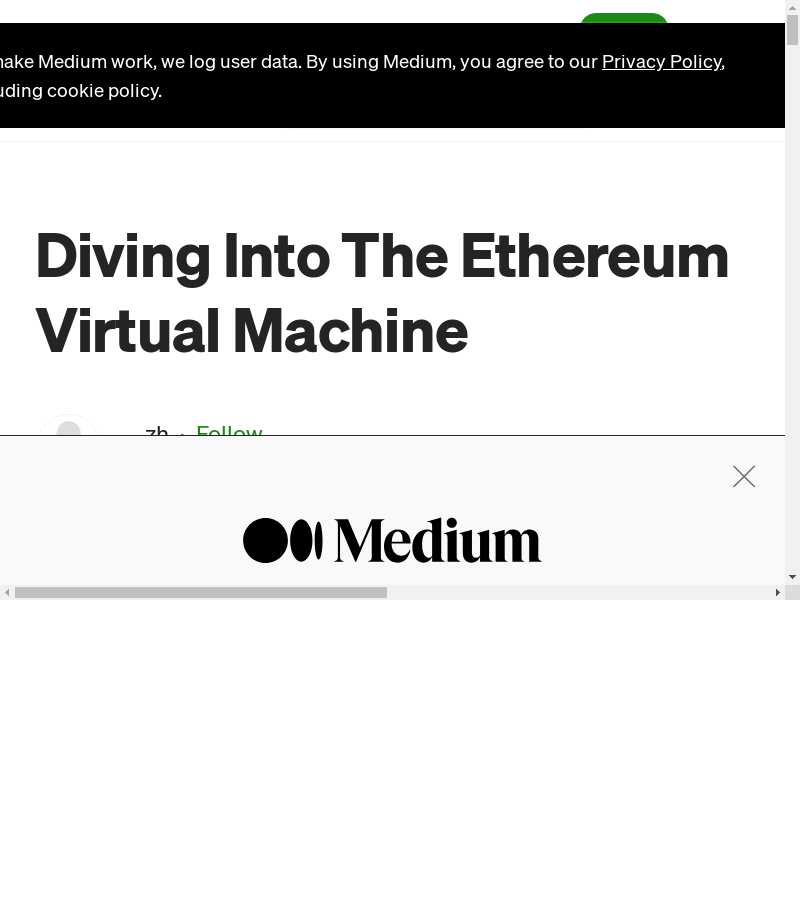 make Medium work, we log user data. By using Medium, you agree to our Privacy Policy,
uding cookie policy.
Diving Into The Ethereum
Virtual Machine
zh · Follow
Medium